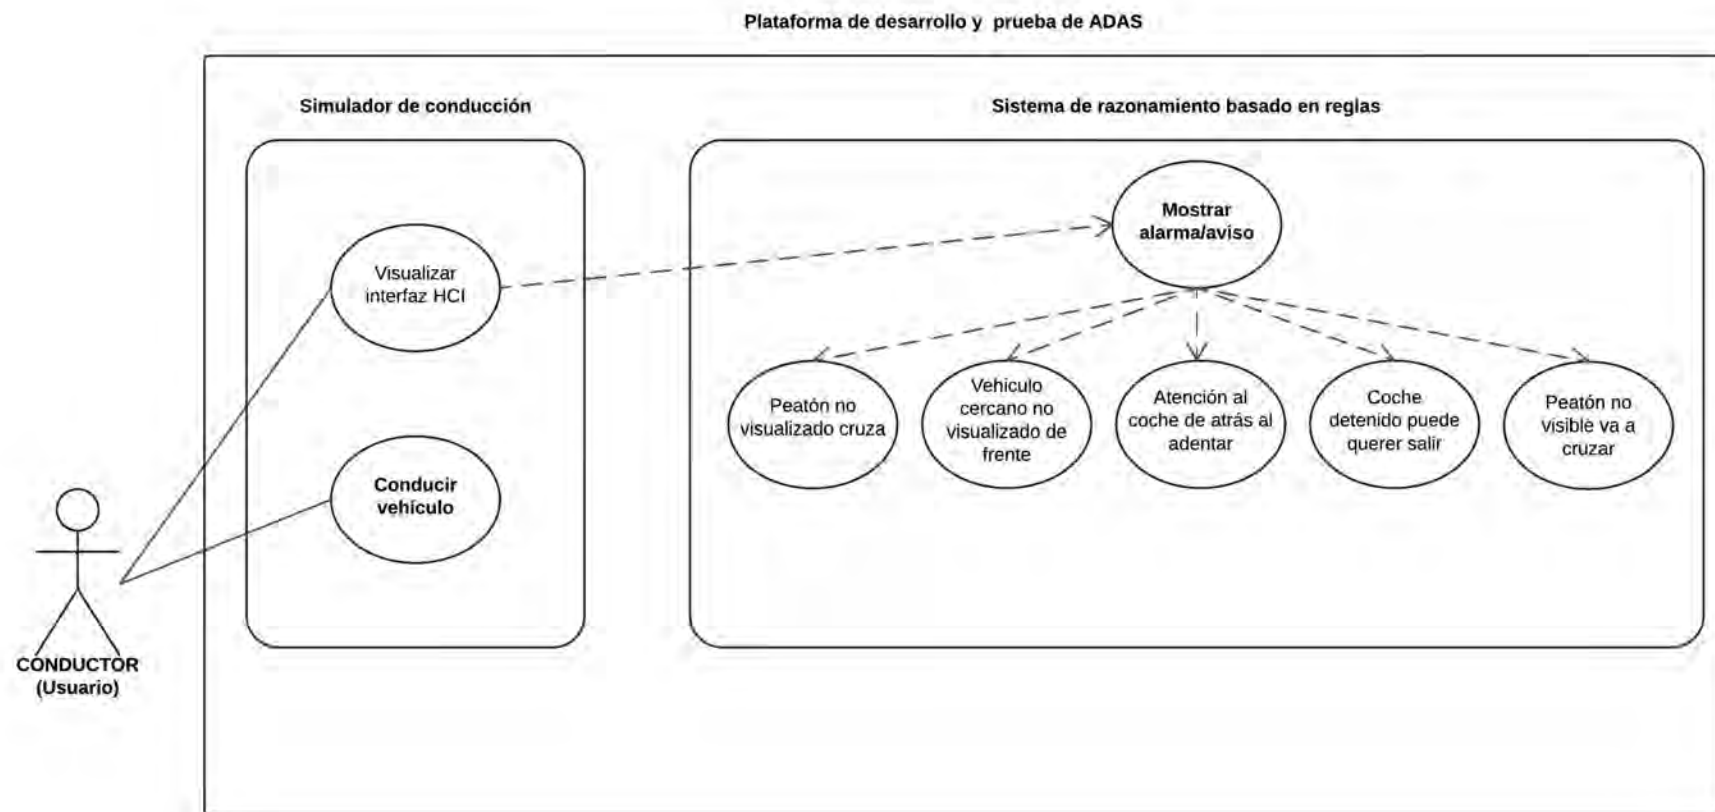 Plataforma de desarrollo y prueba de ADAS
Simulador de conducción
Sistema de razonamiento basado en reglas
Mostrar
alarma/aviso
Visualizar
interfaz HCI
Peatón no
visualizado cruza
Vehiculo
cercano no
visualizado de
frente
Atención al
coche de atrás al
adentar
Coche
detenido puede
querer salir
Peatón no
visible va a
cruzar
Conducir
vehículo
CONDUCTOR
(Usuario)